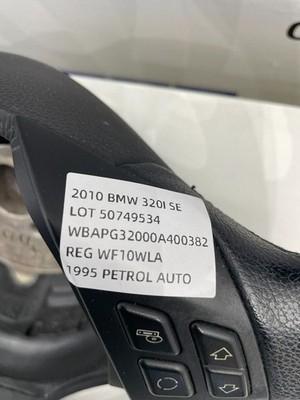 2010 BMW 320I SE
LOT 50749534
WBAPG32000A400382
REG WF10WLA
1995 PETROL AUTO